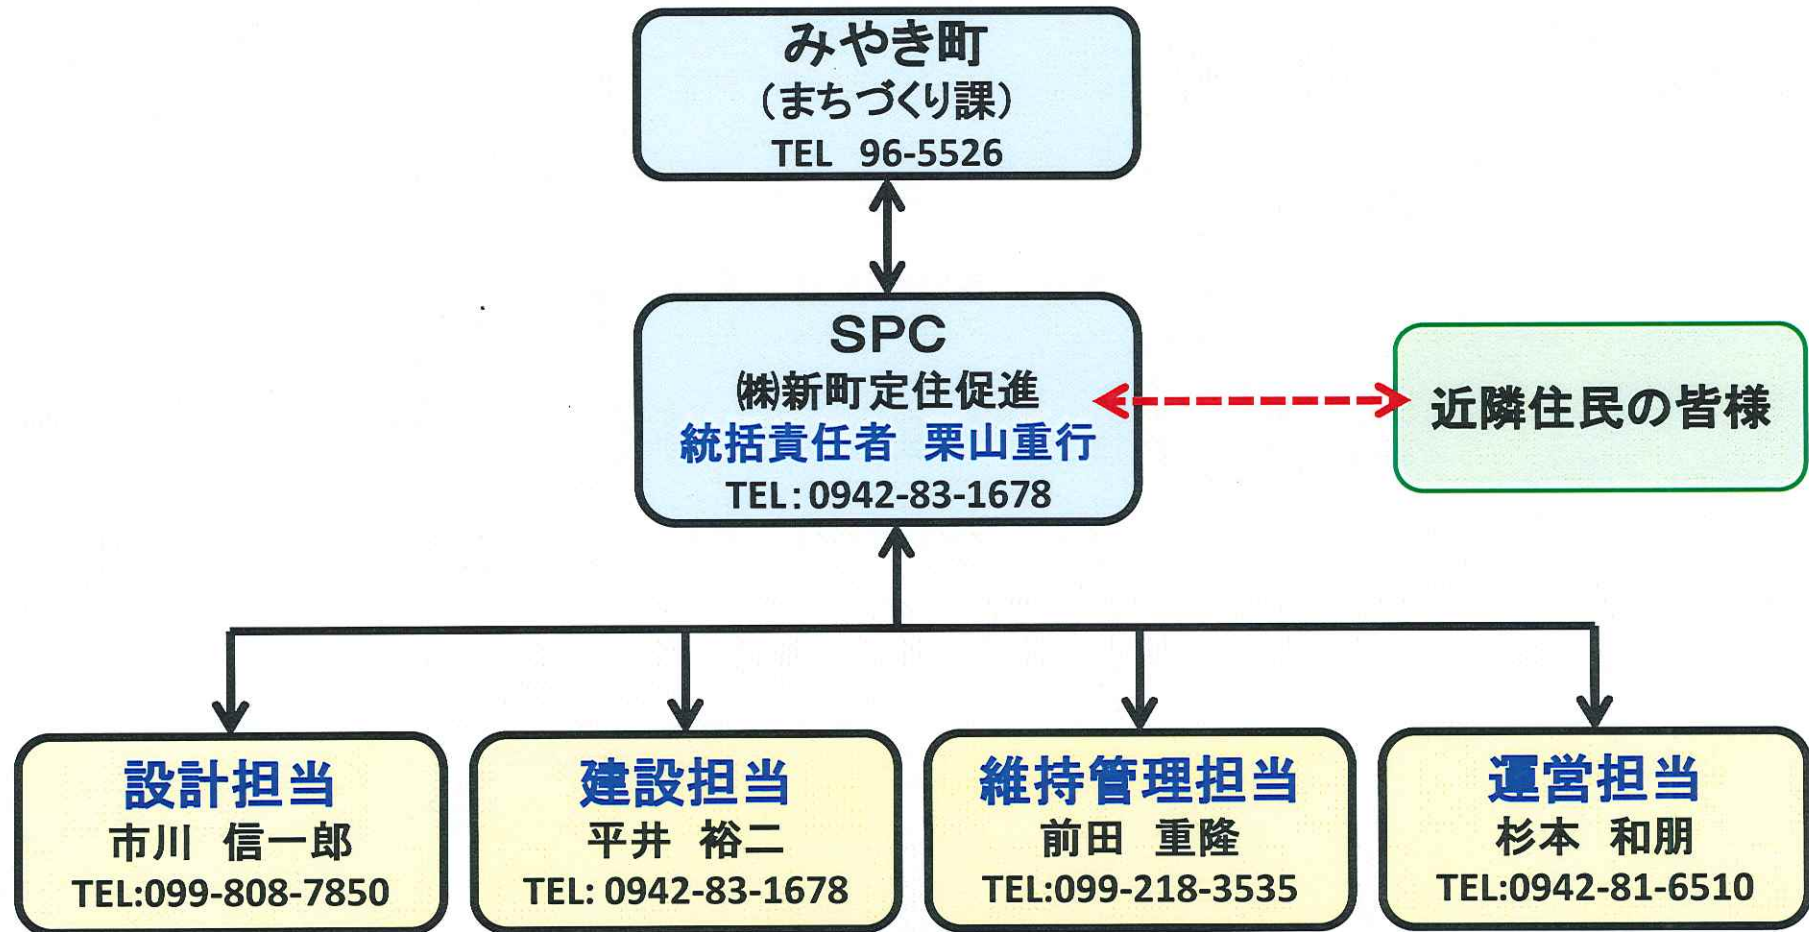 みやき町
(まちづくり課)
TEL 96-5526
SPC
㈱新町定住促進
統括責任者 栗山重行
TEL：0942-83-1678
近隣住民の皆様
設計担当
市川 信一郎
TEL:099-808-7850
建設担当
平井 裕二
TEL: 0942-83-1678
維持管理担当
前田 重隆
TEL:099-218-3535
運営担当
杉本 和朋
TEL:0942-81-6510